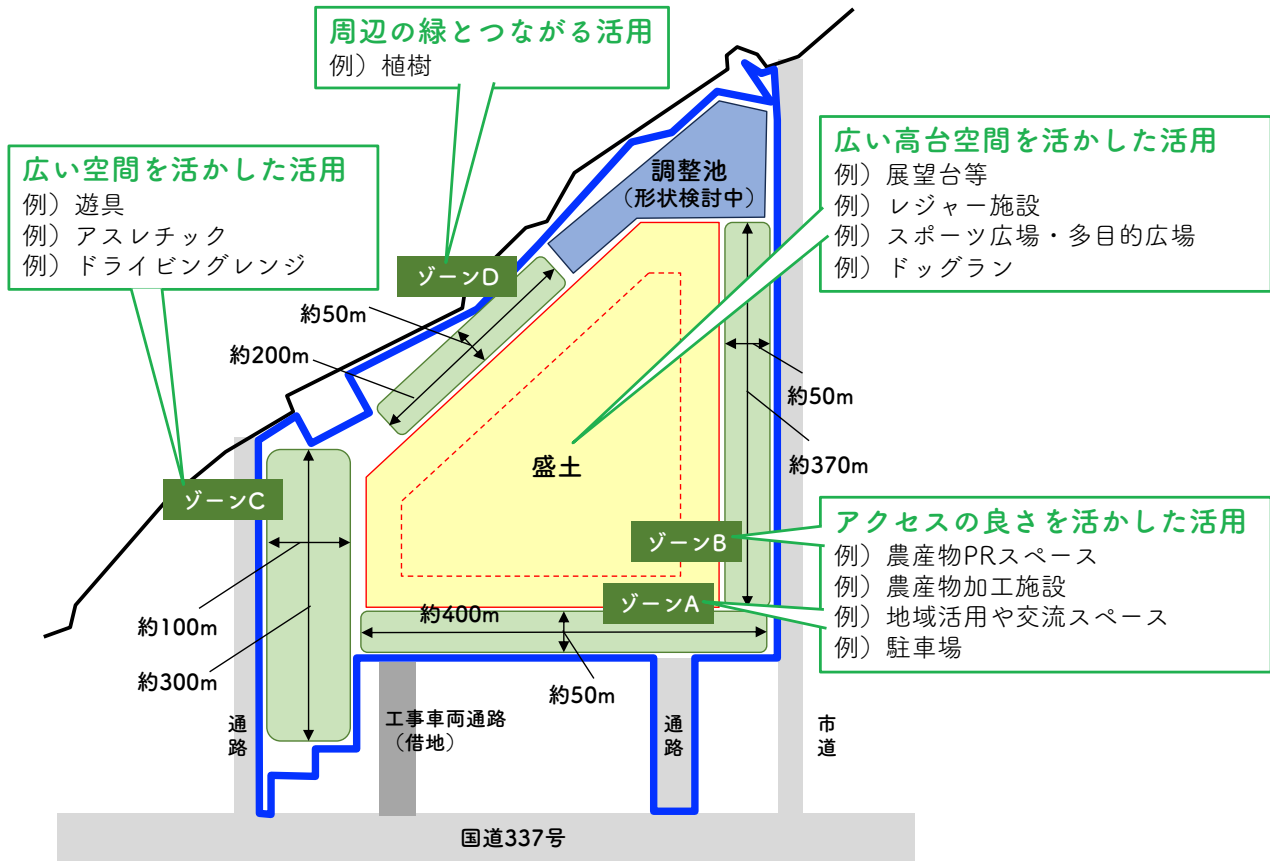 周辺の緑とつながる活用
例）植樹
広い空間を活かした活用
例）遊具
例）アスレチック
例）ドライビングレンジ
広い高台空間を活かした活用
例）展望台等
例）レジャー施設
例）スポーツ広場・多目的広場
例）ドッグラン
調整池
（形状検討中）
ゾーンD
約50m
約200m
約50m
約370m
盛土
ゾーンC
ゾーンB
ゾーンA
アクセスの良さを活かした活用
例）農産物PRスペース
例）農産物加工施設
例）地域活用や交流スペース
例）駐車場
約100m
約300m
約400m
約50m
通路
工事車両通路
（借地）
通路
市道
国道337号